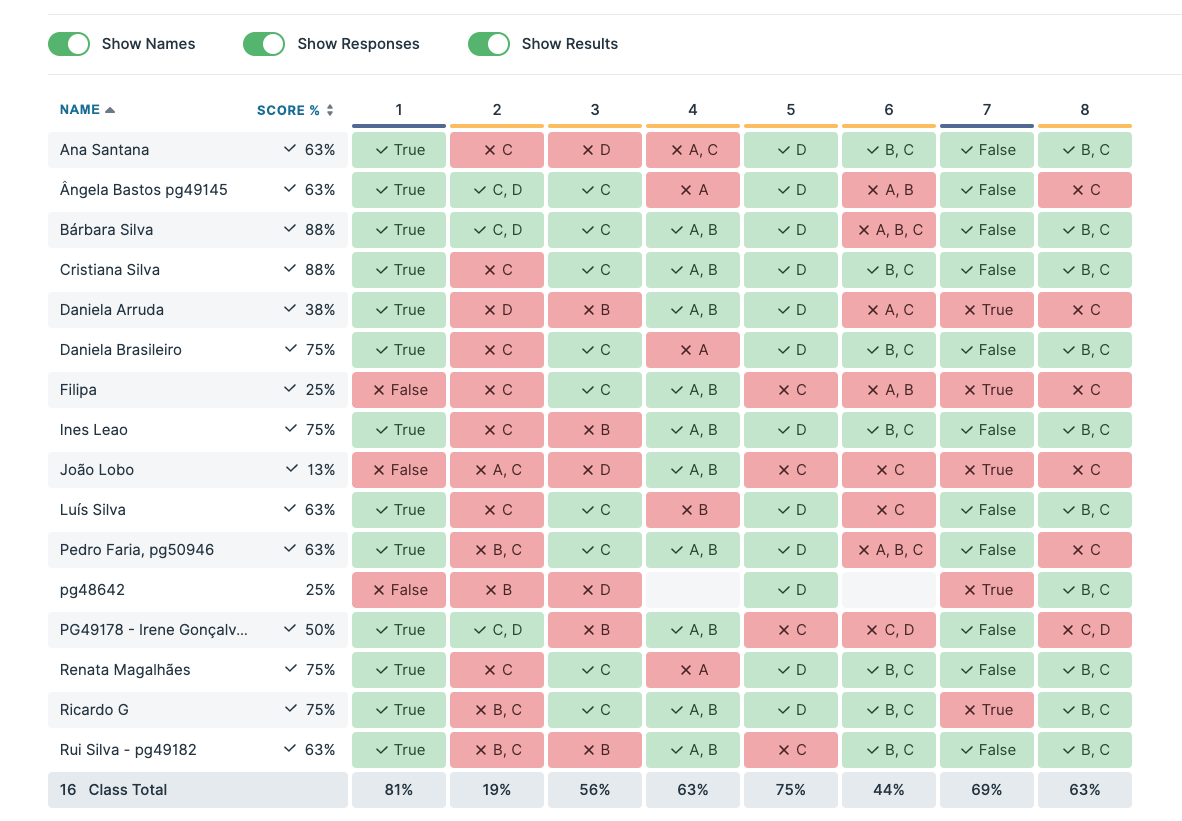 Show Names Show Responses Show Results
NAME SCORE % 1 2 3 4 5 6 7 8
Ana Santana 63% True C D A, C D B, C False B, C
Ângela Bastos pg49145 63% True C, D C A D A, B False C
Bárbara Silva 88% True C, D C A, B D A, B, C False B, C
Cristiana Silva 88% True C C A, B D B, C False B, C
Daniela Arruda 38% True D B A, B D A, C True C
Daniela Brasileiro 75% True C C A D B, C False B, C
Filipa 25% False C C A, B C A, B True C
Ines Leao 75% True C B A, B D B, C False B, C
João Lobo 13% False A, C D A, B C C True C
Luís Silva 63% True C C B D C False B, C
Pedro Faria, pg50946 63% True B, C C A, B D A, B, C False C
pg48642 25% False B D D True B, C
PG49178 - Irene Gonçalv... 50% True C, D B A, B C C, D False C, D
Renata Magalhães 75% True C C A D B, C False B, C
Ricardo G 75% True B, C C A, B D B, C True B, C
Rui Silva - pg49182 63% True B, C B A, B C B, C False B, C
16 Class Total 81% 19% 56% 63% 75% 44% 69% 63%